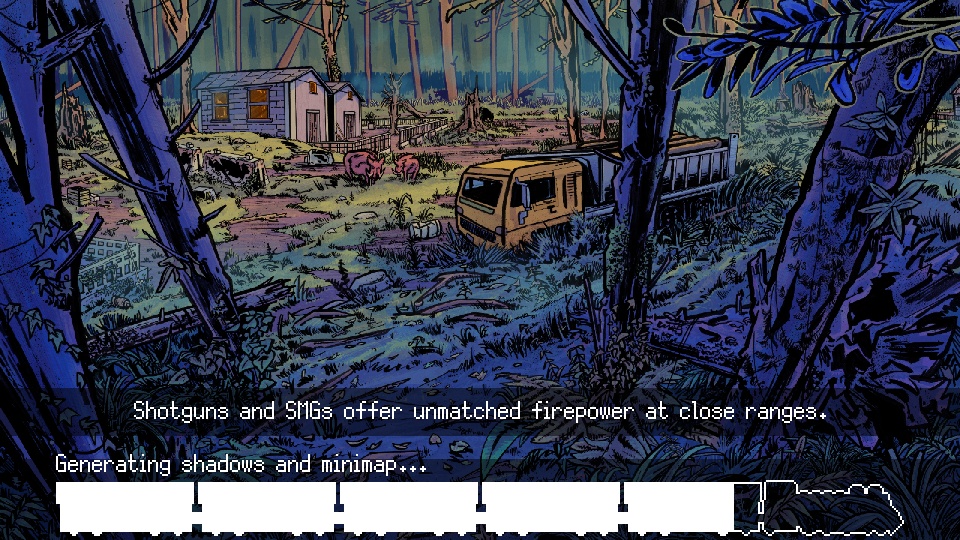 Shotguns and SMGs offer unmatched firepower at close ranges.
Generating shadows and minimap...